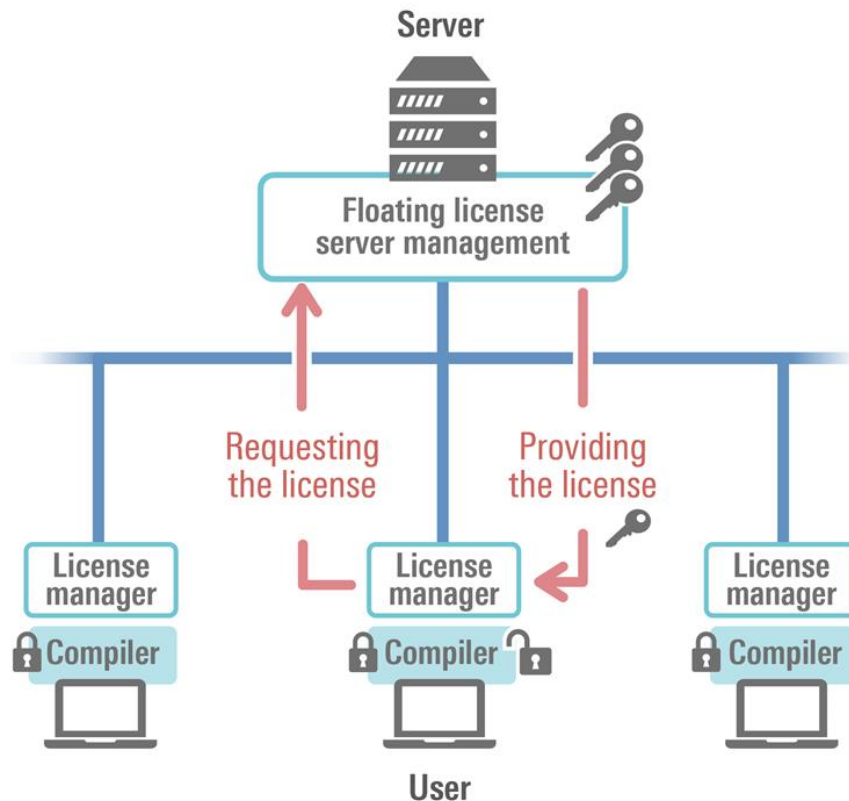 Server
Floating license
server management
Requesting
the license
Providing
the license
License
manager
License
manager
License
manager
Compiler
Compiler
Compiler
User